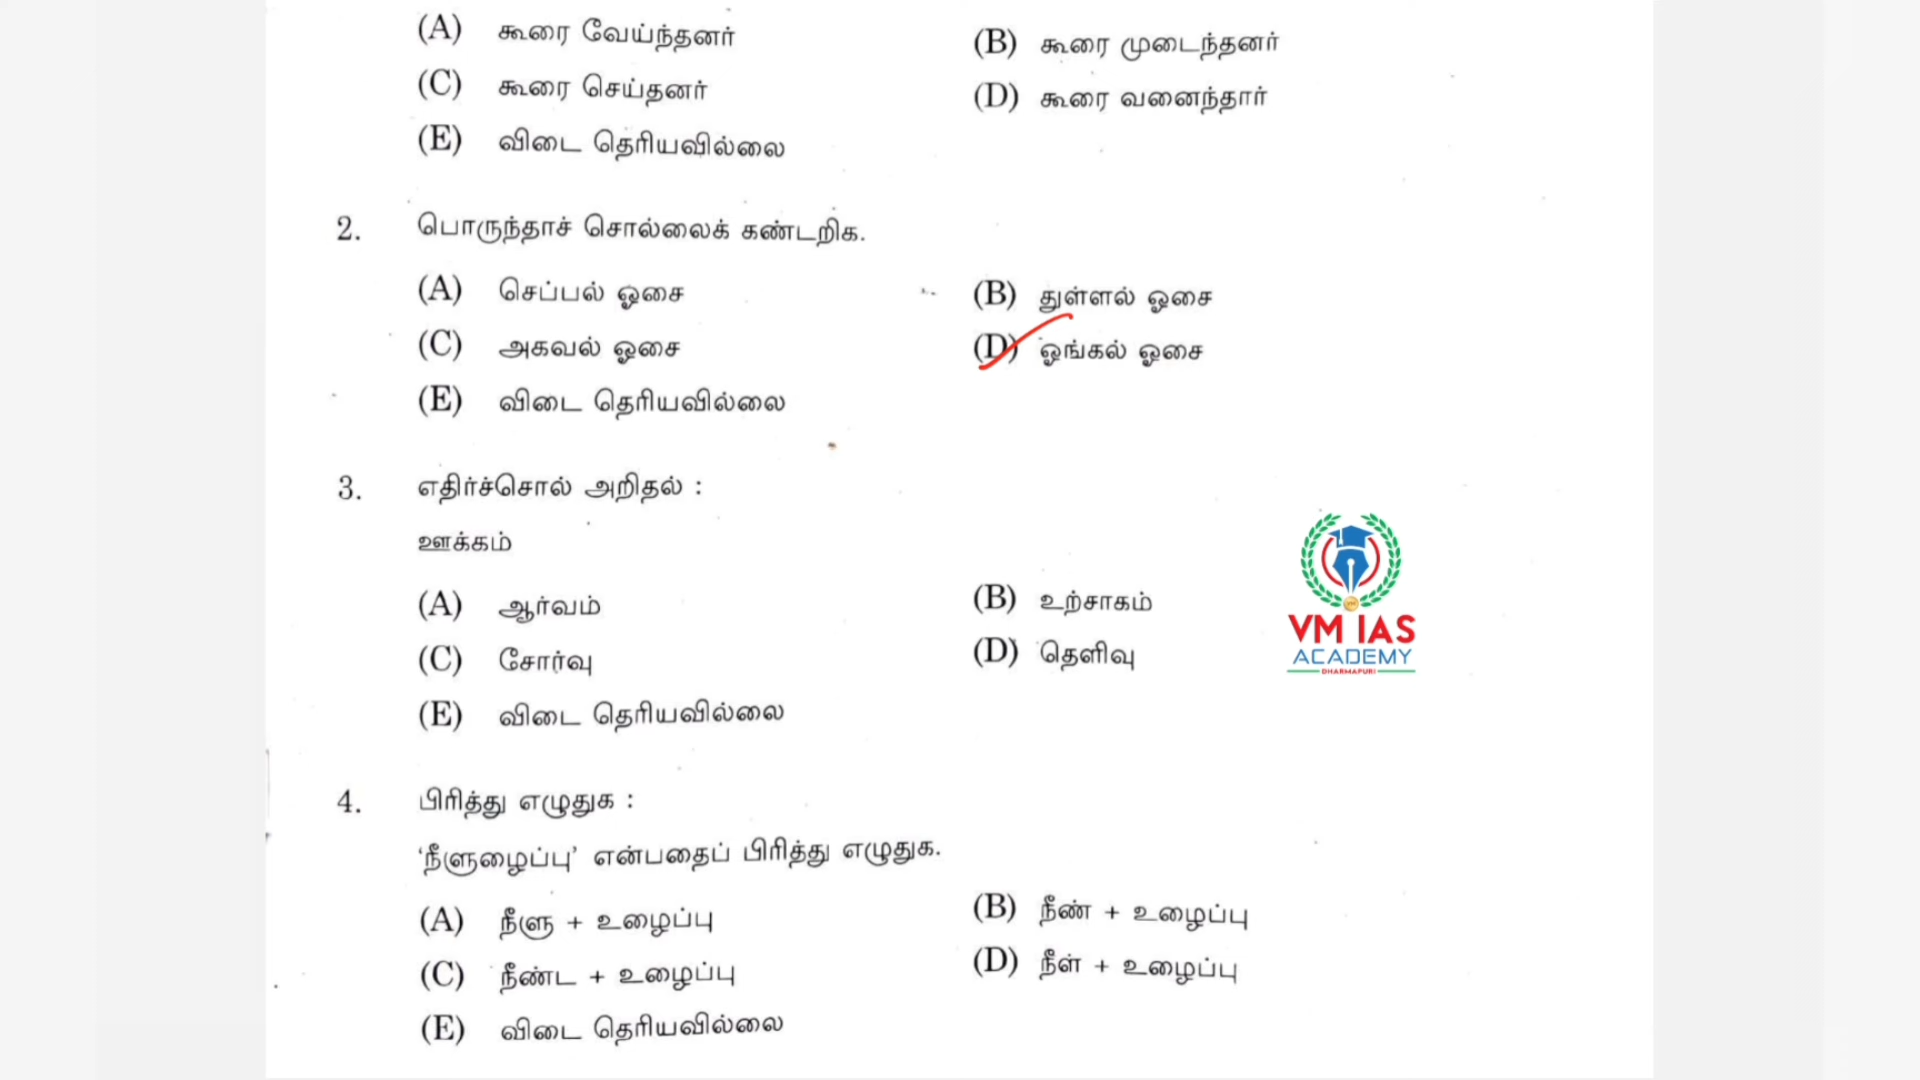 (A) கூரை வேய்ந்தனர்
(B) கூரை முடைந்தனர்
(C) கூரை செய்தனர்
(D) கூரை வனைந்தார்
(E) விடை தெரியவில்லை
2. பொருந்தாச் சொல்லைக் கண்டறிக.
(A) செப்பல் ஓசை
(B) துள்ளல் ஓசை
(C) அகவல் ஓசை
(D) ஓங்கல் ஓசை
(E) விடை தெரியவில்லை
3. எதிர்ச்சொல் அறிதல் :
ஊக்கம்
(A) ஆர்வம்
(B) உற்சாகம்
(C) சோர்வு
(D) தெளிவு
(E) விடை தெரியவில்லை
VM IAS
ACADEMY
DHARMAPURI
4. பிரித்து எழுதுக :
‘நீளுழைப்பு’ என்பதைப் பிரித்து எழுதுக.
(A) நீளு + உழைப்பு
(B) நீண் + உழைப்பு
(C) நீண்ட + உழைப்பு
(D) நீள் + உழைப்பு
(E) விடை தெரியவில்லை